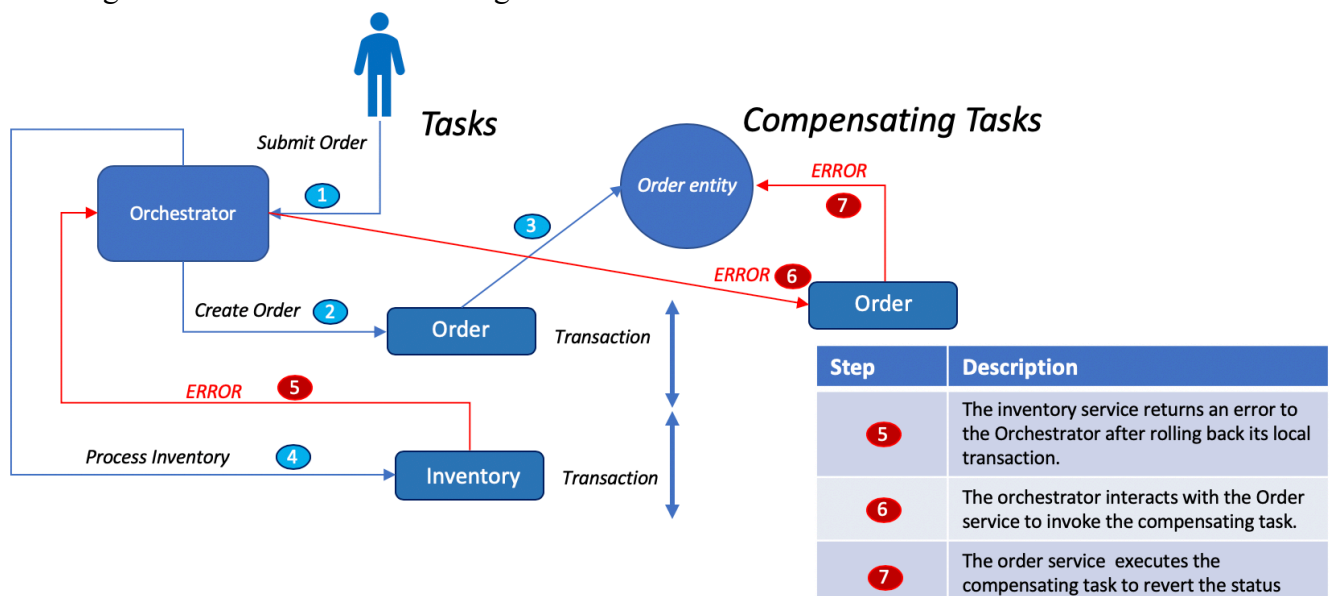 Tasks
Compensating Tasks
Submit Order
1
Orchestrator
Order entity
ERROR
7
3
ERROR 6
Order
Create Order 2
Order
Transaction
ERROR 5
Process Inventory 4
Inventory
Transaction
Step Description
5
The inventory service returns an error to
the Orchestrator after rolling back its local
transaction.
6
The orchestrator interacts with the Order
service to invoke the compensating task.
7
The order service executes the
compensating task to revert the status